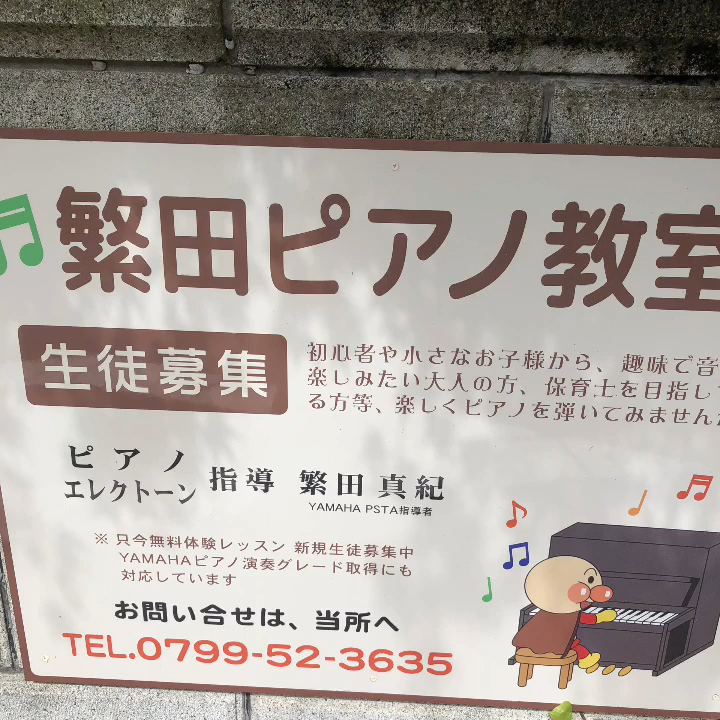 繁田ピアノ教室
生徒募集
初心者や小さなお子様から、趣味で音
楽しみたい大人の方、保育士を目指し
る方等、楽しくピアノを弾いてみません
ピアノ
エレクトーン
指導 繁田 真紀
YAMAHA PSTA指導者
※只今無料体験レッスン 新規生徒募集中
YAMAHAピアノ演奏グレード取得にも
対応しています
お問い合せは、当所へ
TEL.0799-52-3635